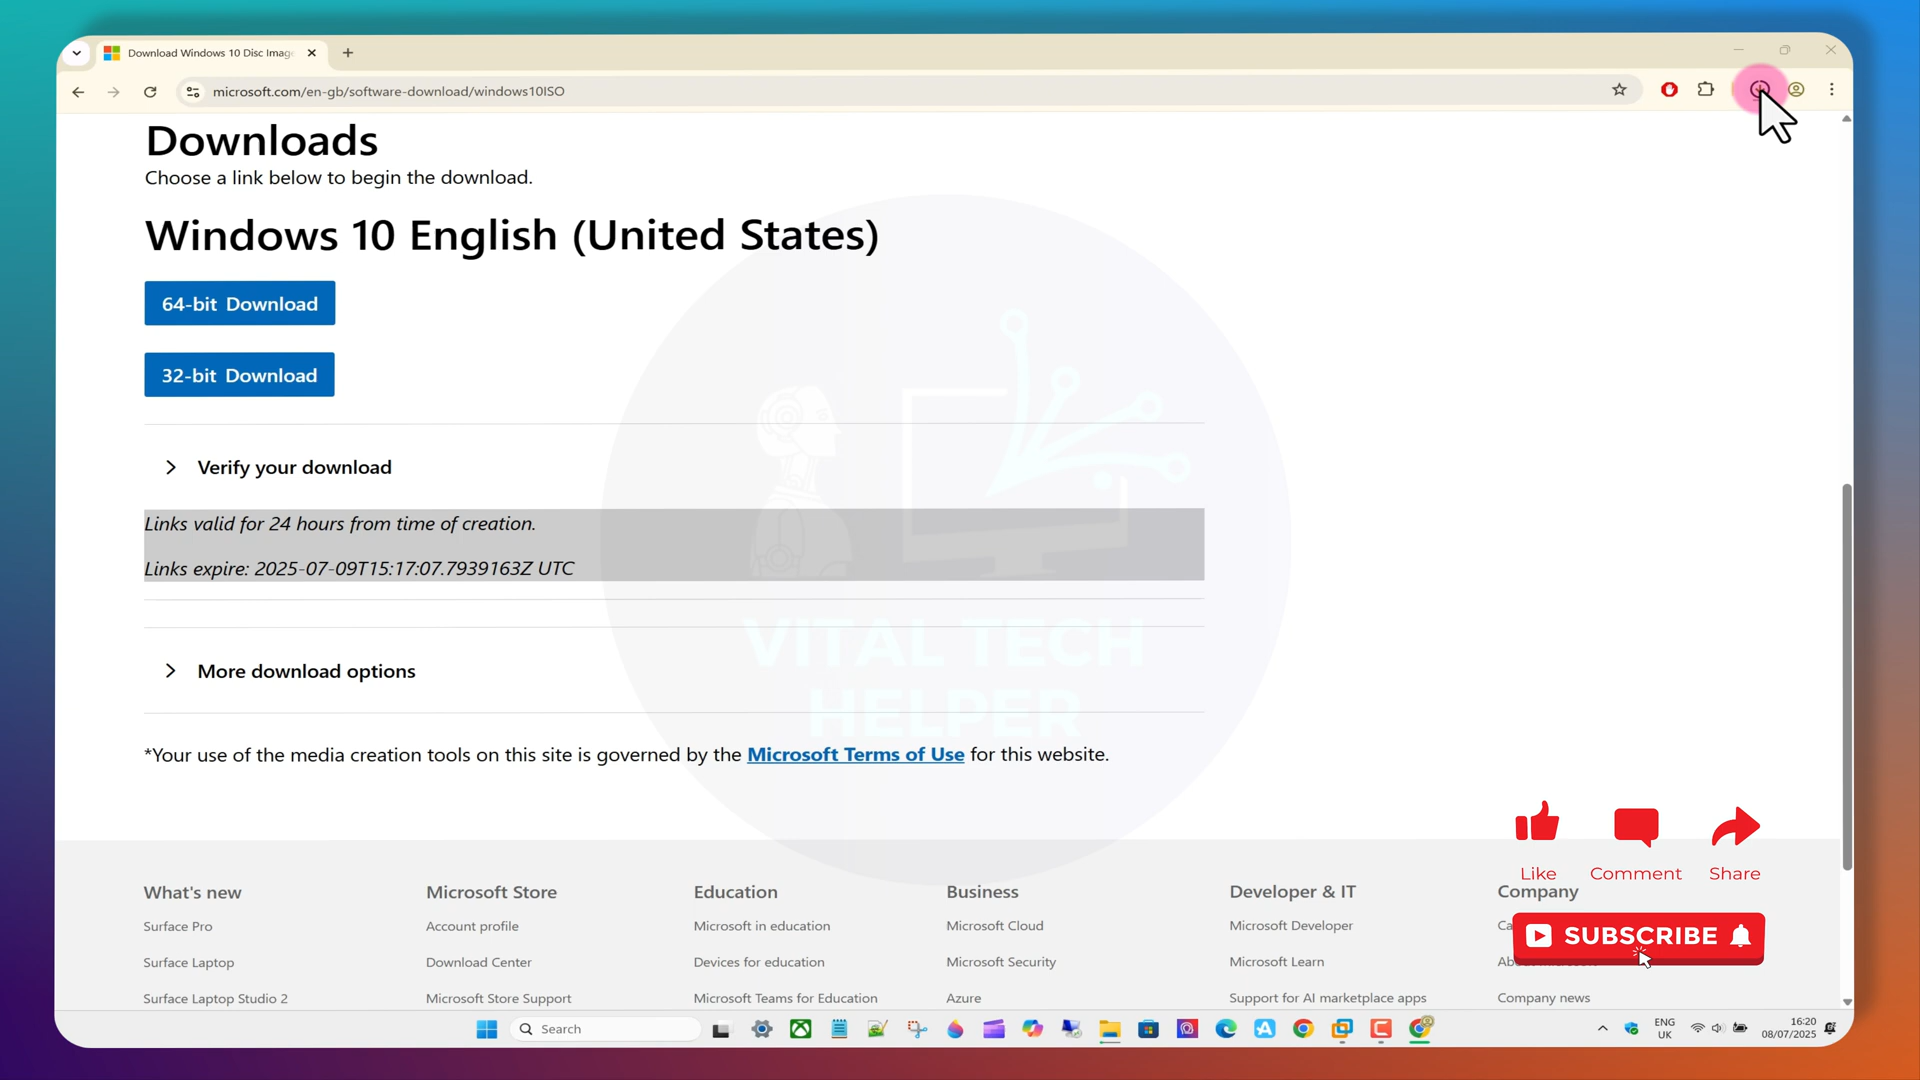 Download Windows 10 Disc Imag
microsoft.com/en-gb/software-download/windows10ISO
Downloads
Choose a link below to begin the download.
Windows 10 English (United States)
64-bit Download
32-bit Download
Verify your download
Links valid for 24 hours from time of creation.
Links expire: 2025-07-09T15:17:07.7939163Z UTC
VITAL TECH
HELPER
More download options
*Your use of the media creation tools on this site is governed by the Microsoft Terms of Use for this website.
Like Comment Share
SUBSCRIBE
What's new Microsoft Store Education Business Developer & IT Company
Surface Pro Account profile Microsoft in education Microsoft Cloud Microsoft Developer Ca
Surface Laptop Download Center Devices for education Microsoft Security Microsoft Learn
Surface Laptop Studio 2 Microsoft Store Support Microsoft Teams for Education Azure Support for AI marketplace apps Company news
Search ENG 16:20
UK 08/07/2025